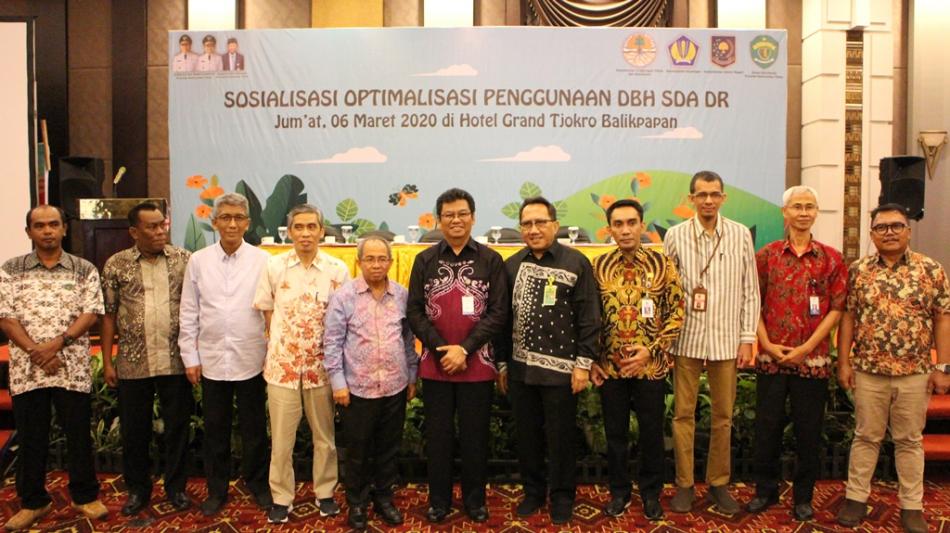 SOSIALISASI OPTIMALISASI PENGGUNAAN DBH SDA DR
Jum'at, 06 Maret 2020 di Hotel Grand Tjokro Balikpapan